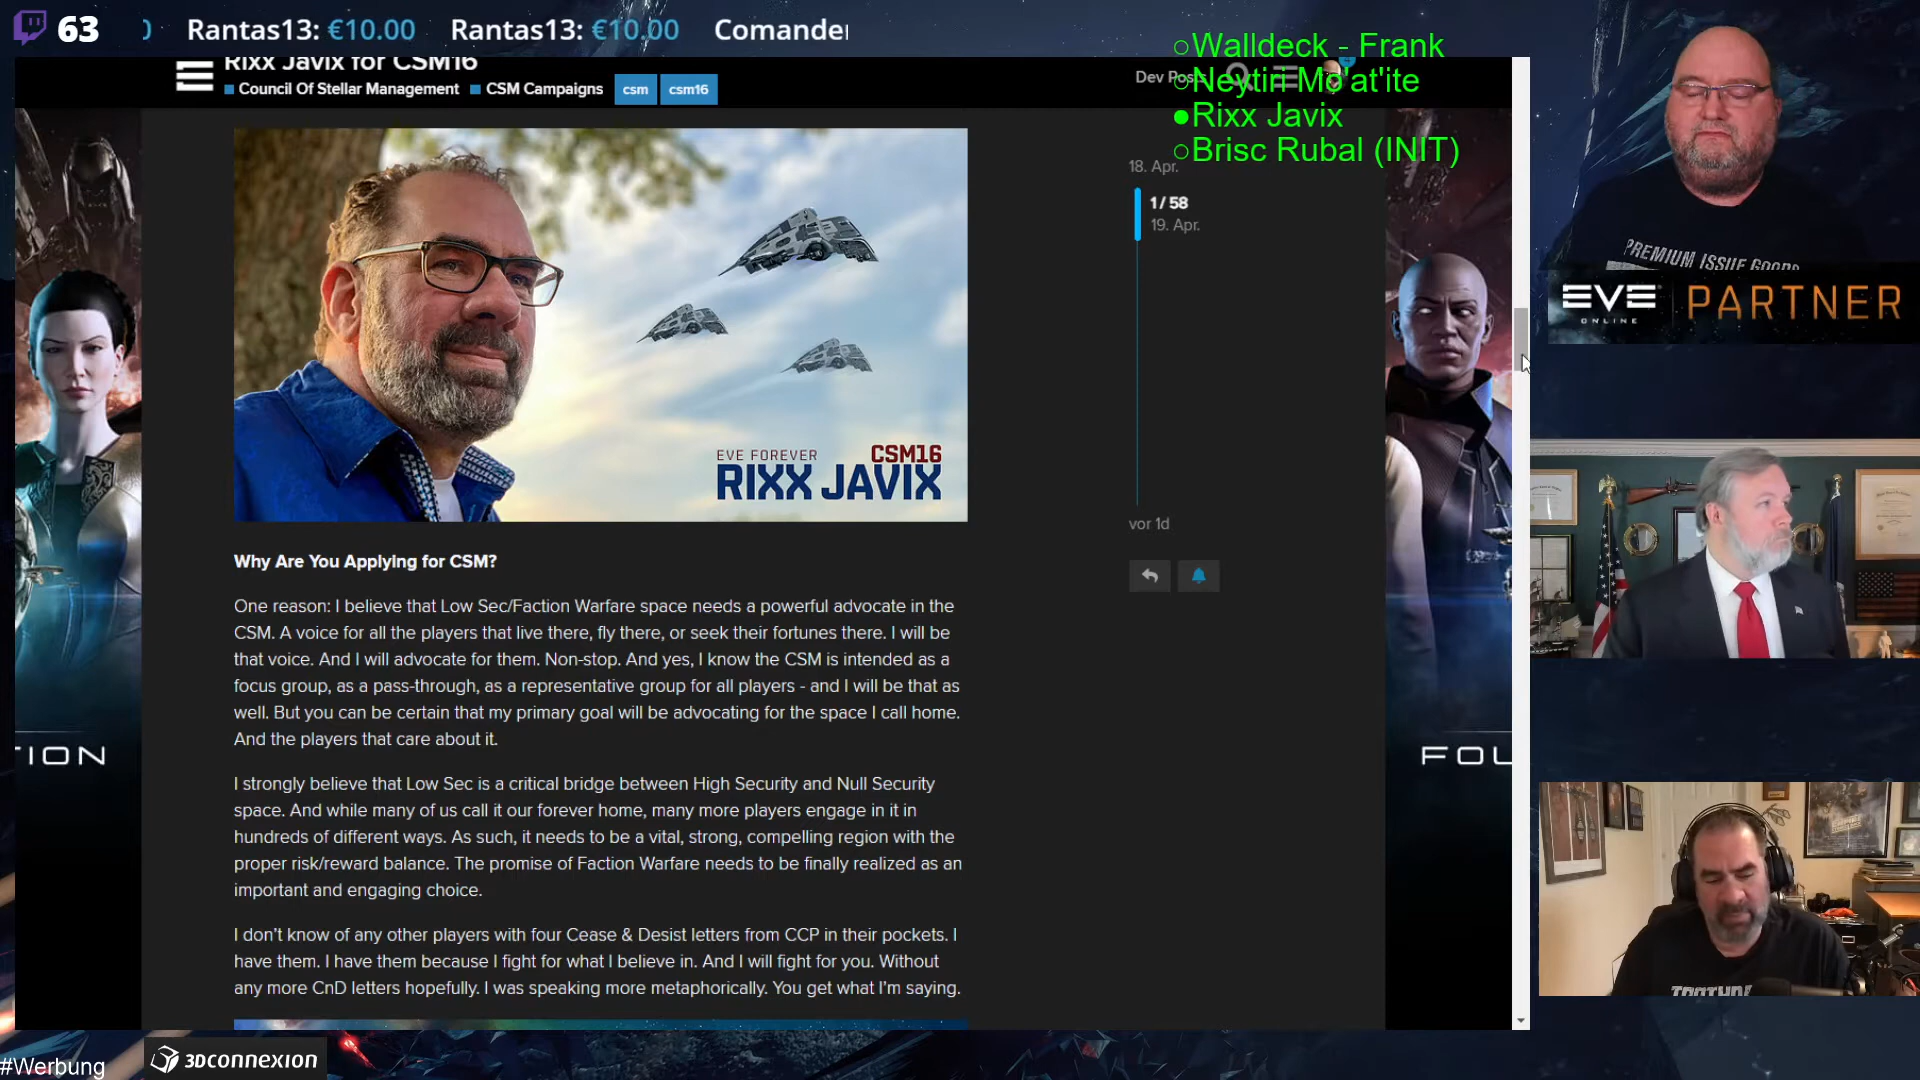 63
Rantas13: €10.00
Rantas13: €10.00
Rixx Javix for CSM16
Council Of Stellar Management
CSM Campaigns
csm
csm16
Walldeck - Frank
Neytiri Mo'at'ite
Rixx Javix
Brisc Rubal (INIT)
18. Apr.
1 / 58
19. Apr.
vor 1d
EVE FOREVER
CSM16
RIXX JAVIX
Why Are You Applying for CSM?
One reason: I believe that Low Sec/Faction Warfare space needs a powerful advocate in the
CSM. A voice for all the players that live there, fly there, or seek their fortunes there. I will be
that voice. And I will advocate for them. Non-stop. And yes, I know the CSM is intended as a
focus group, as a pass-through, as a representative group for all players - and I will be that as
well. But you can be certain that my primary goal will be advocating for the space I call home.
And the players that care about it.
I strongly believe that Low Sec is a critical bridge between High Security and Null Security
space. And while many of us call it our forever home, many more players engage in it in
hundreds of different ways. As such, it needs to be a vital, strong, compelling region with the
proper risk/reward balance. The promise of Faction Warfare needs to be finally realized as an
important and engaging choice.
I don't know of any other players with four Cease & Desist letters from CCP in their pockets. I
have them. I have them because I fight for what I believe in. And I will fight for you. Without
any more CnD letters hopefully. I was speaking more metaphorically. You get what I'm saying.
TION
FOU
PREMIUM ISSUE GOODS
EVE
ONLINE
PARTNER
#Werbung
3DCONNEXION